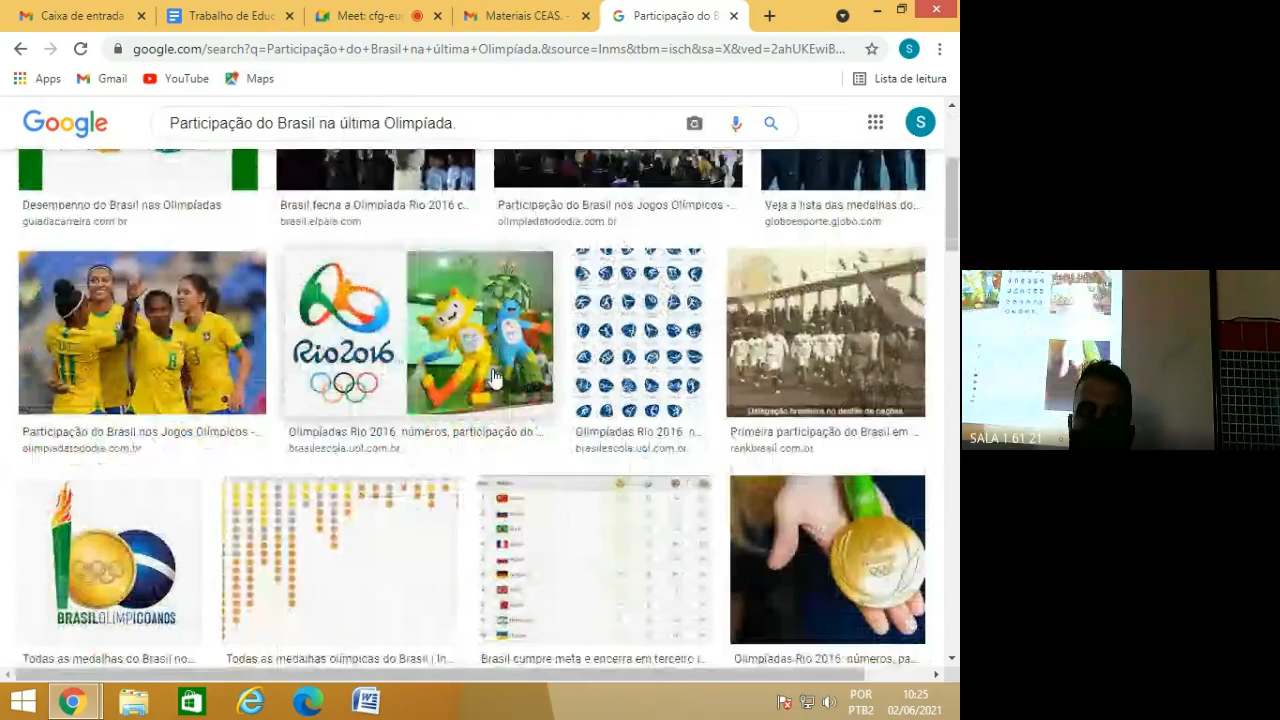 Caixa de entrada
Trabalho de Educ
Meet: cfg-eu
Materiais CEAS. -
Participação do B
google.com/search?q=Participação+do+Brasil+na+última+Olimpíada.&source=lnms&tbm=isch&sa=X&ved=2ahUKEwiB...
S
Apps
Gmail
YouTube
Maps
Lista de leitura
Google
Participação do Brasil na última Olimpíada.
S
Desempenho do Brasil nas Olimpíadas
guiadacarreira.com.br
Brasil fecha a Olimpíada Rio 2016 c...
brasil.elpais.com
Participação do Brasil nos Jogos Olímpicos -...
olimpiadatododia.com.br
Veja a lista das medalhas do...
globoesporte.globo.com
Rio2016
Delegação brasileira no desfile de nações
Participação do Brasil nos Jogos Olímpicos -...
olimpiadatododia.com.br
Olimpíadas Rio 2016: números, participação do ...
brasilescola.uol.com.br
Olimpíadas Rio 2016: n...
brasilescola.uol.com.br
Primeira participação do Brasil em ...
rankbrasil.com.br
BRASILOLIMPICOANOS
Todas as medalhas do Brasil no...
Todas as medalhas olímpicas do Brasil | In...
Brasil cumpre meta e encerra em terceiro l...
Olimpíadas Rio 2016: números, pa...
SALA 1.61.21
POR
PTB2
10:25
02/06/2021